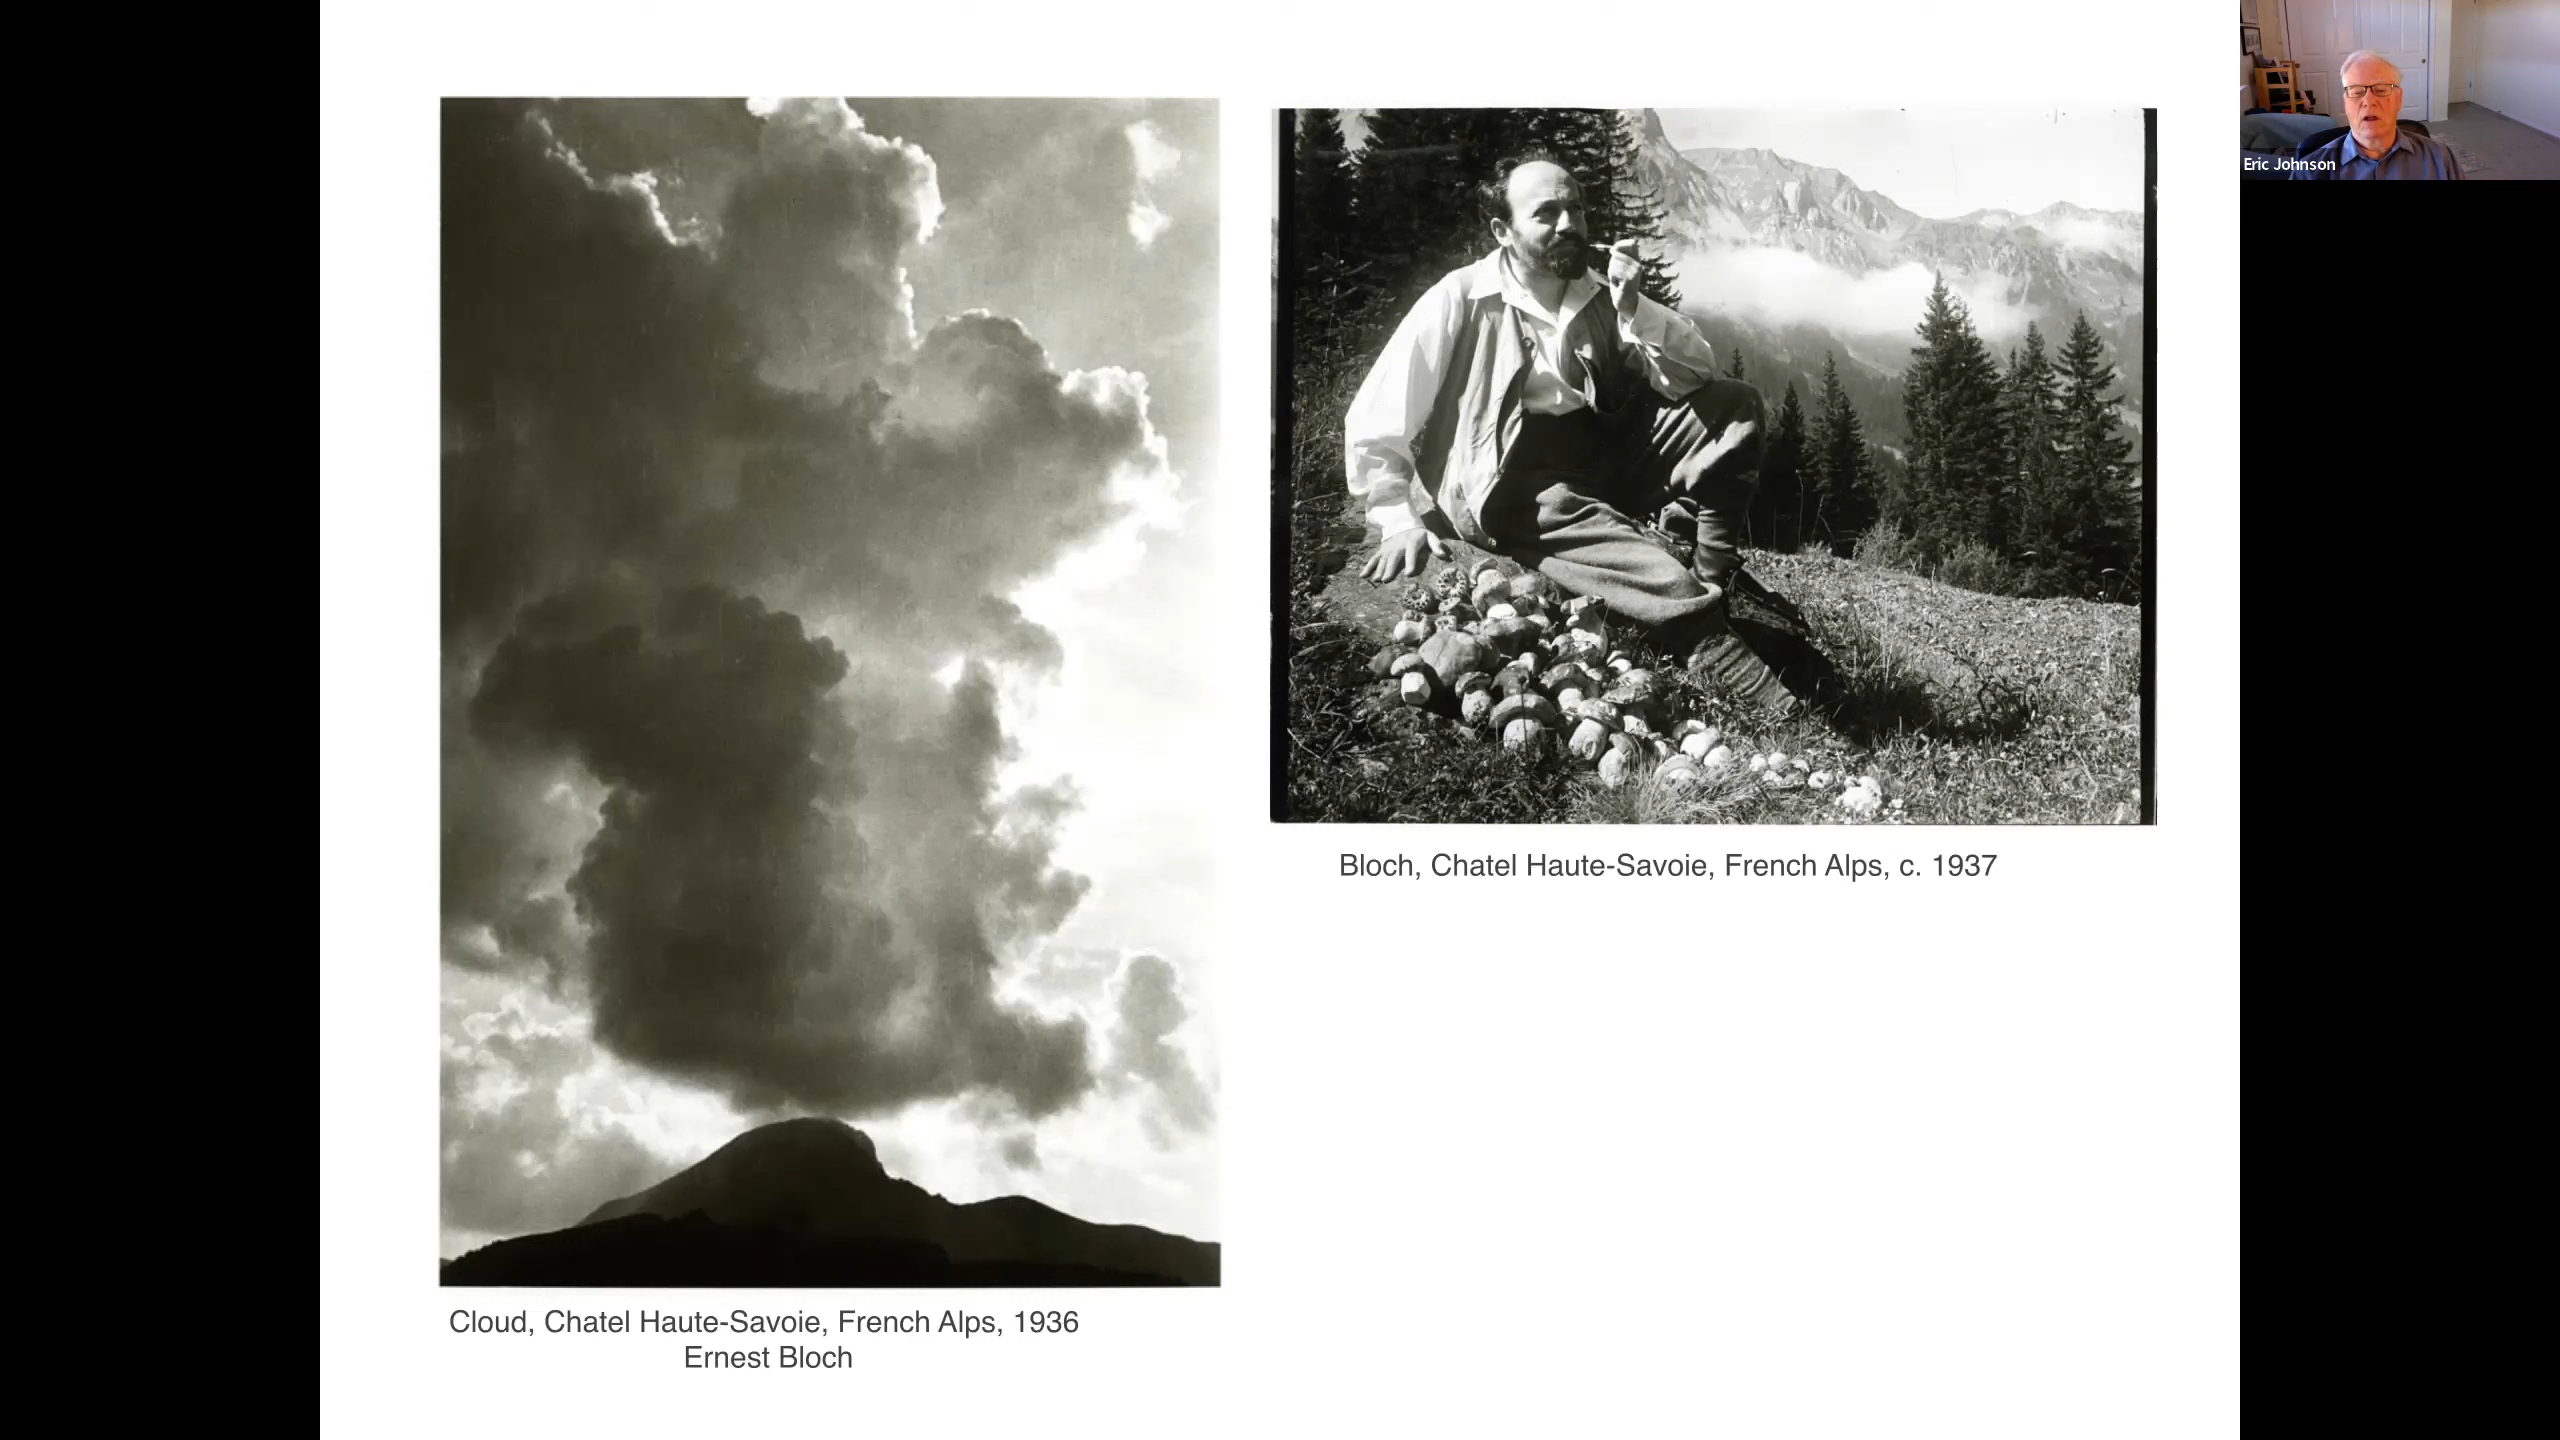 Eric Johnson
Bloch, Chatel Haute-Savoie, French Alps, c. 1937
Cloud, Chatel Haute-Savoie, French Alps, 1936
Ernest Bloch